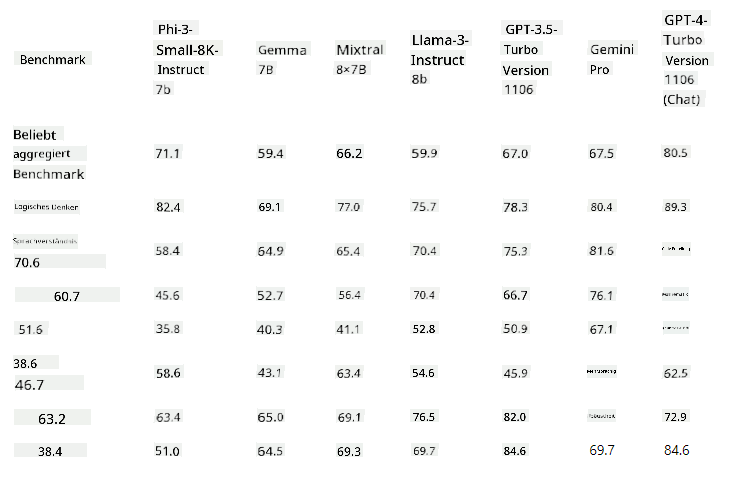 Benchmark
Phi-3-
Small-8K-
Instruct
7b
Gemma
7B
Mixtral
8×7B
Llama-3-
Instruct
8b
GPT-3.5-
Turbo
Version
1106
Gemini
Pro
GPT-4-
Turbo
Version
1106
(Chat)
Beliebt
aggregiert 71.1 59.4 66.2 59.9 67.0 67.5 80.5
Benchmark
Logisches Denken 82.4 69.1 77.0 75.7 78.3 80.4 89.3
Sprachverständnis
58.4 64.9 65.4 70.4 75.3 81.6
70.6
60.7 45.6 52.7 56.4 70.4 66.7 76.1 Mathematik
51.6 35.8 40.3 41.1 52.8 50.9 67.1
38.6
58.6 43.1 63.4 54.6 45.9 Mehrsprachig 62.5
46.7
63.2 63.4 65.0 69.1 76.5 82.0 Robustheit 72.9
38.4 51.0 64.5 69.3 69.7 84.6 69.7 84.6